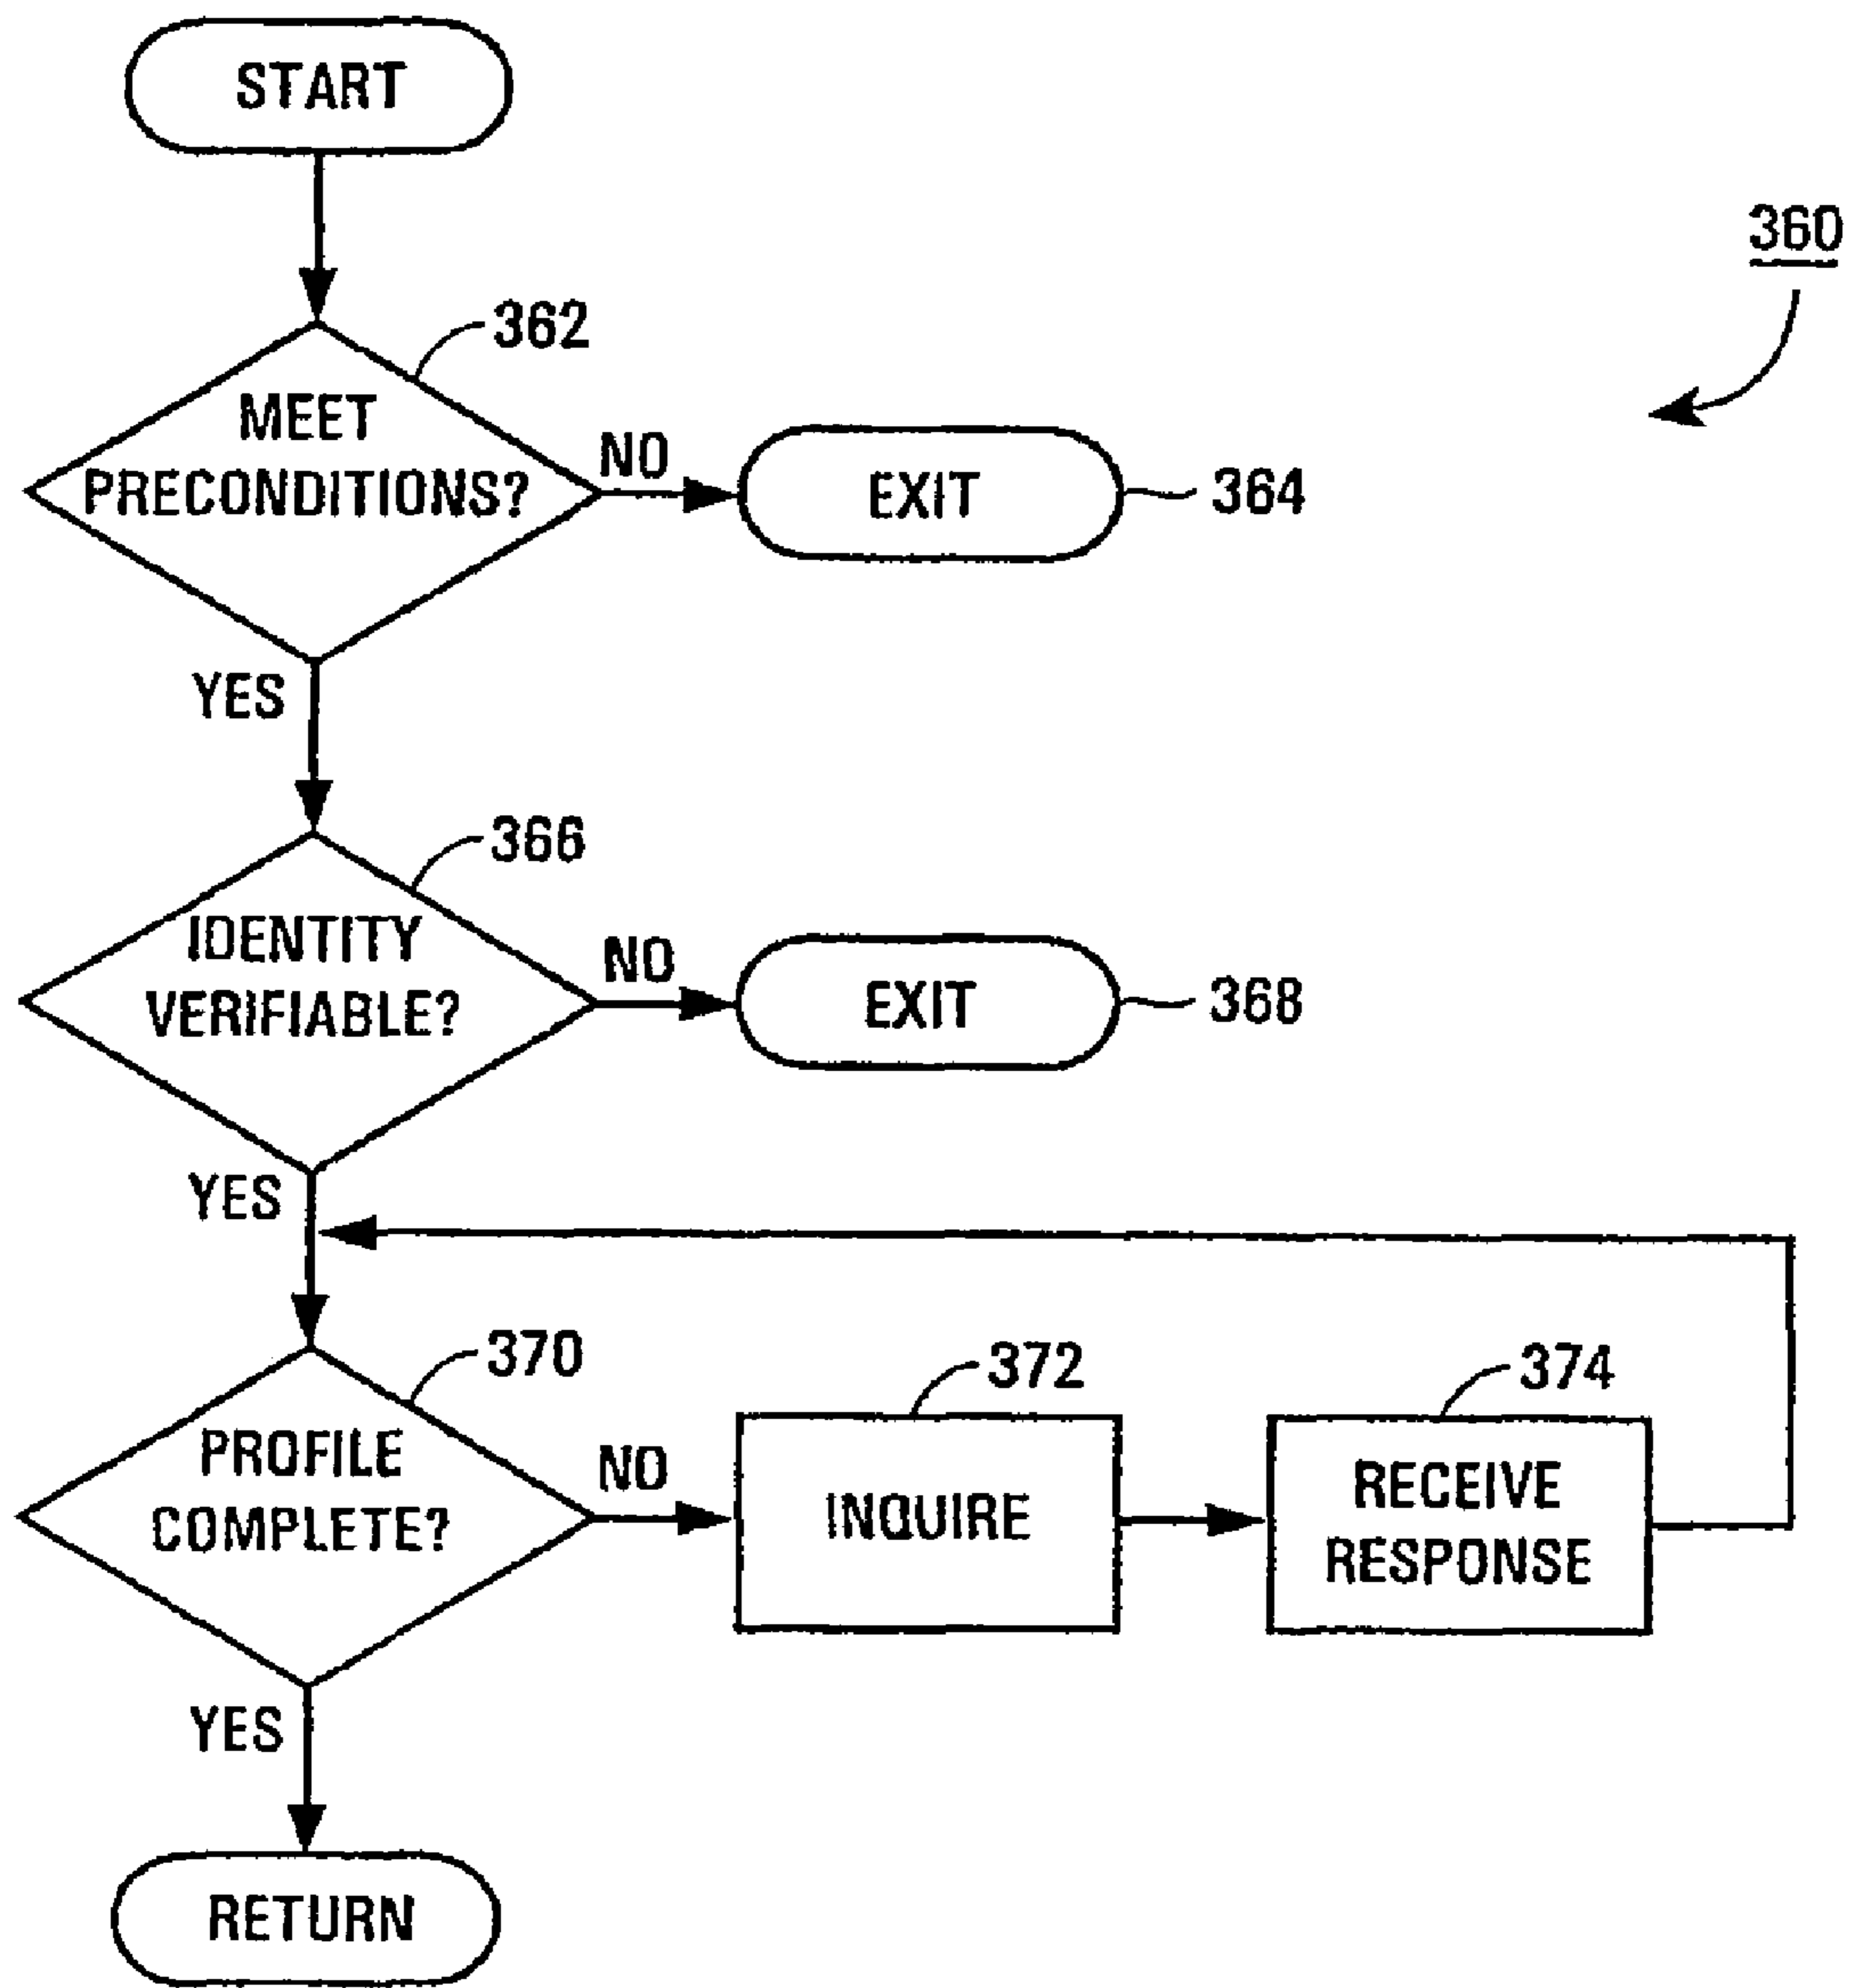 START
360
362
MEET
PRECONDITIONS?
NO
EXIT
364
YES
366
IDENTITY
VERIFIABLE?
NO
EXIT
368
YES
370
PROFILE
COMPLETE?
NO
372
INQUIRE
374
RECEIVE
RESPONSE
YES
RETURN